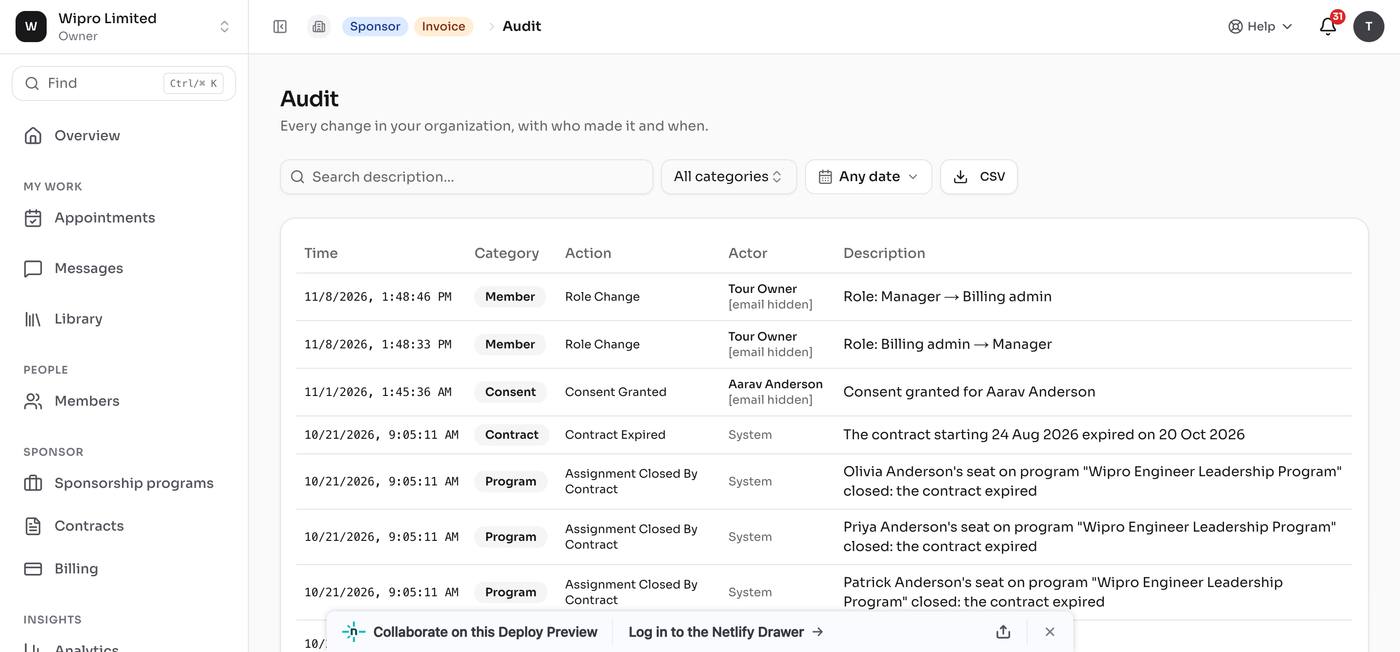 W
Wipro Limited
Owner
Find
Ctrl/⌘ K
Overview
MY WORK
Appointments
Messages
Library
PEOPLE
Members
SPONSOR
Sponsorship programs
Contracts
Billing
INSIGHTS
Analytics
Sponsor Invoice Audit
Help
31
T
Audit
Every change in your organization, with who made it and when.
Search description...
All categories
Any date
CSV
Time Category Action Actor Description
11/8/2026, 1:48:46 PM Member Role Change Tour Owner [email hidden] Role: Manager → Billing admin
11/8/2026, 1:48:33 PM Member Role Change Tour Owner [email hidden] Role: Billing admin → Manager
11/1/2026, 1:45:36 AM Consent Consent Granted Aarav Anderson [email hidden] Consent granted for Aarav Anderson
10/21/2026, 9:05:11 AM Contract Contract Expired System The contract starting 24 Aug 2026 expired on 20 Oct 2026
10/21/2026, 9:05:11 AM Program Assignment Closed By Contract System Olivia Anderson's seat on program "Wipro Engineer Leadership Program" closed: the contract expired
10/21/2026, 9:05:11 AM Program Assignment Closed By Contract System Priya Anderson's seat on program "Wipro Engineer Leadership Program" closed: the contract expired
10/21/2026, 9:05:11 AM Program Assignment Closed By Contract System Patrick Anderson's seat on program "Wipro Engineer Leadership Program" closed: the contract expired
10/
Collaborate on this Deploy Preview
Log in to the Netlify Drawer →